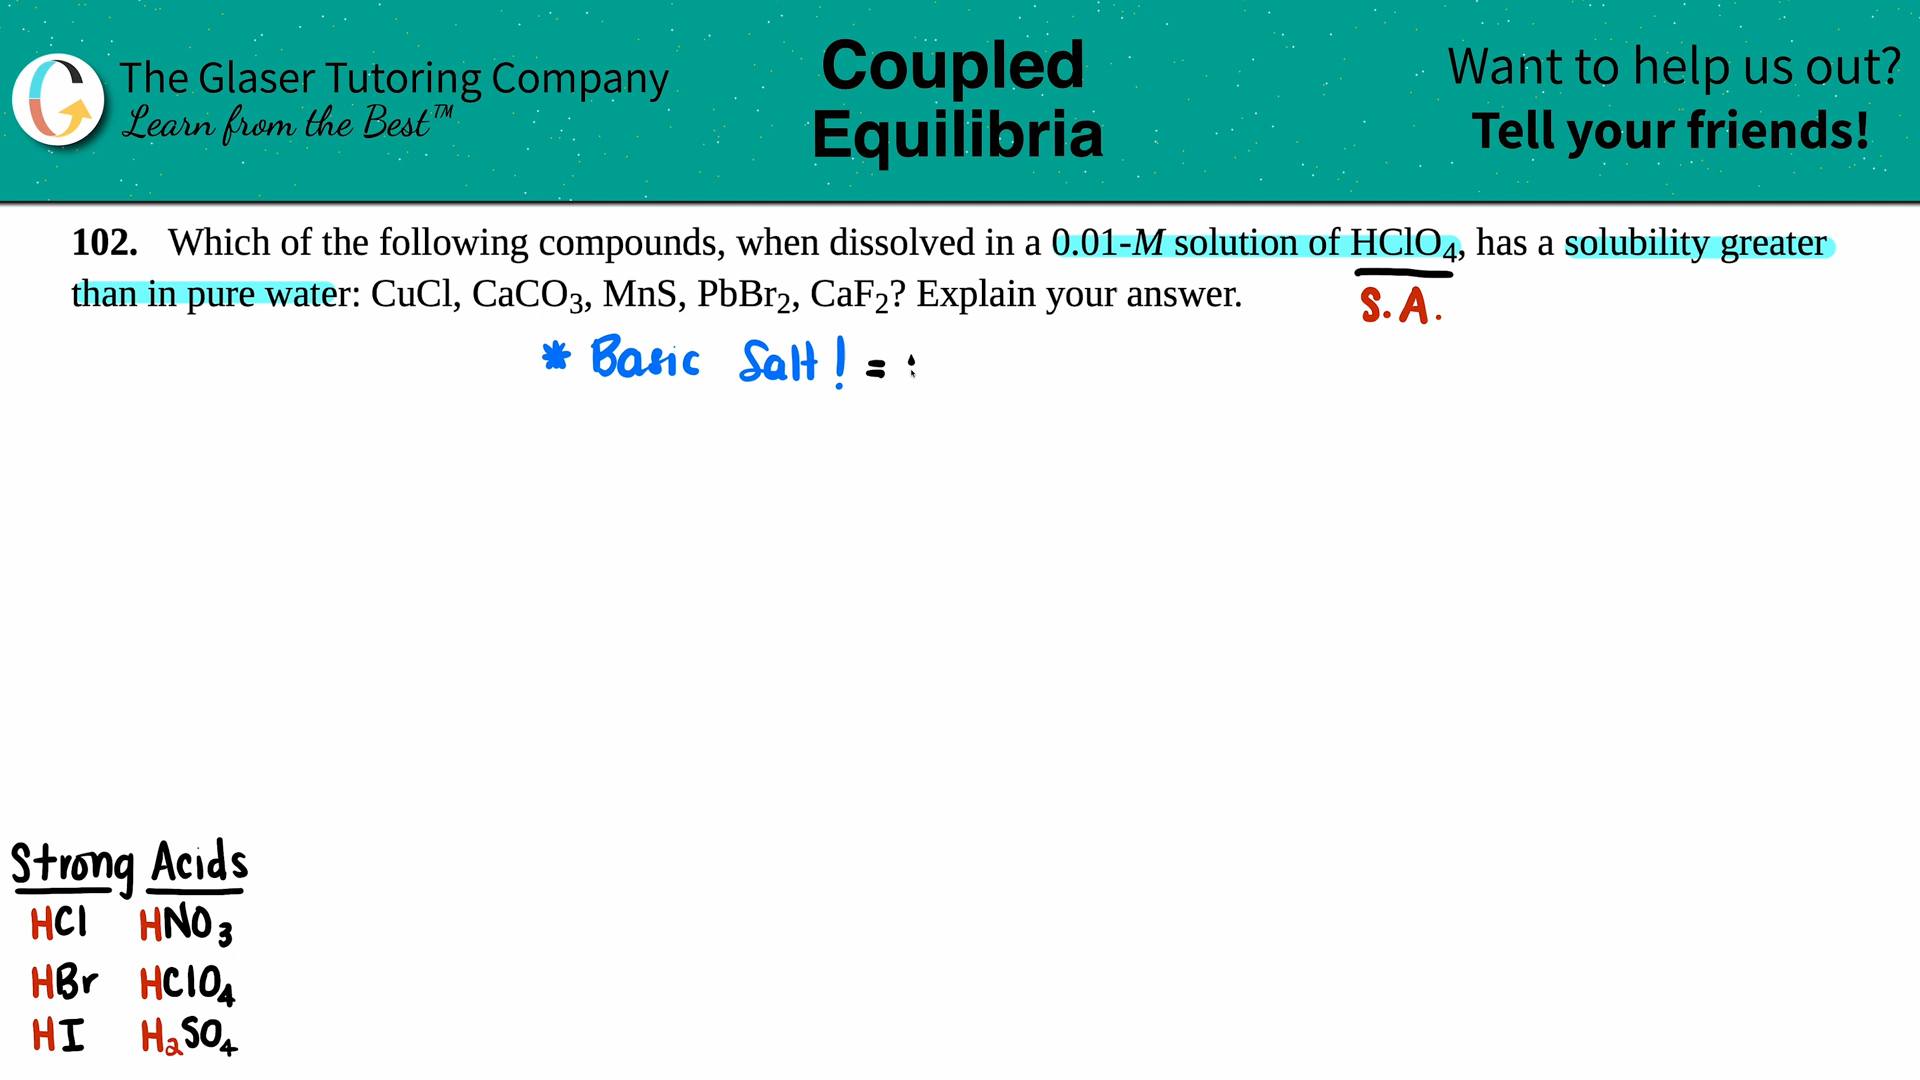 The Glaser Tutoring Company
Learn from the Best™
Coupled
Equilibria
Want to help us out?
Tell your friends!
102. Which of the following compounds, when dissolved in a 0.01-M solution of HClO₄, has a solubility greater
than in pure water: CuCl, CaCO₃, MnS, PbBr₂, CaF₂? Explain your answer.
S.A.
* Basic Salt! =
Strong Acids
HCl HNO₃
HBr HClO₄
HI H₂SO₄